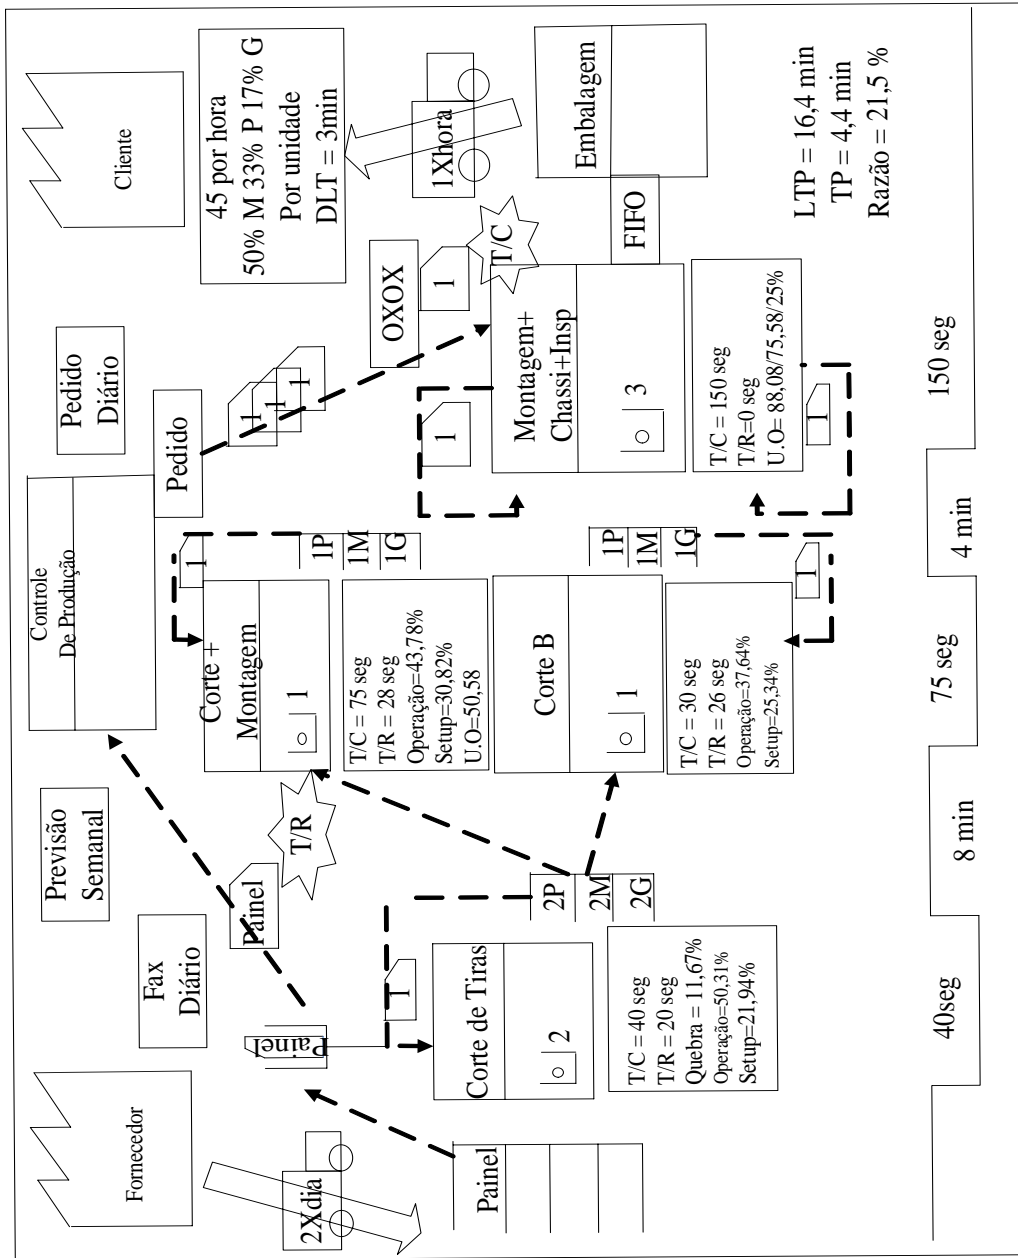 Fornecedor
Fax
Diário
Previsão
Semanal
Controle
De Produção
Pedido
Diário
Cliente
2Xdia
Painel
Painel
Pedido
1
1
1
45 por hora
50% M 33% P 17% G
Por unidade
DLT = 3min
T/R
Corte +
Montagem
1
1
OXOX
1
T/C
1Xhora
1P
1M
1G
T/C = 75 seg
T/R = 28 seg
Operação=43,78%
Setup=30,82%
U.O=50,58
1
Painel
1
Corte de Tiras
2
2P
2M
2G
Corte B
1
1P
1M
1G
Montagem+
Chassi+Insp
3
FIFO
Embalagem
T/C = 40 seg
T/R = 20 seg
Quebra = 11,67%
Operação=50,31%
Setup=21,94%
T/C = 30 seg
T/R = 26 seg
Operação=37,64%
Setup=25,34%
1
T/C = 150 seg
T/R=0 seg
U.O= 88,08/75,58/25%
1
LTP = 16,4 min
TP = 4,4 min
Razão = 21,5 %
40seg
8 min
75 seg
4 min
150 seg